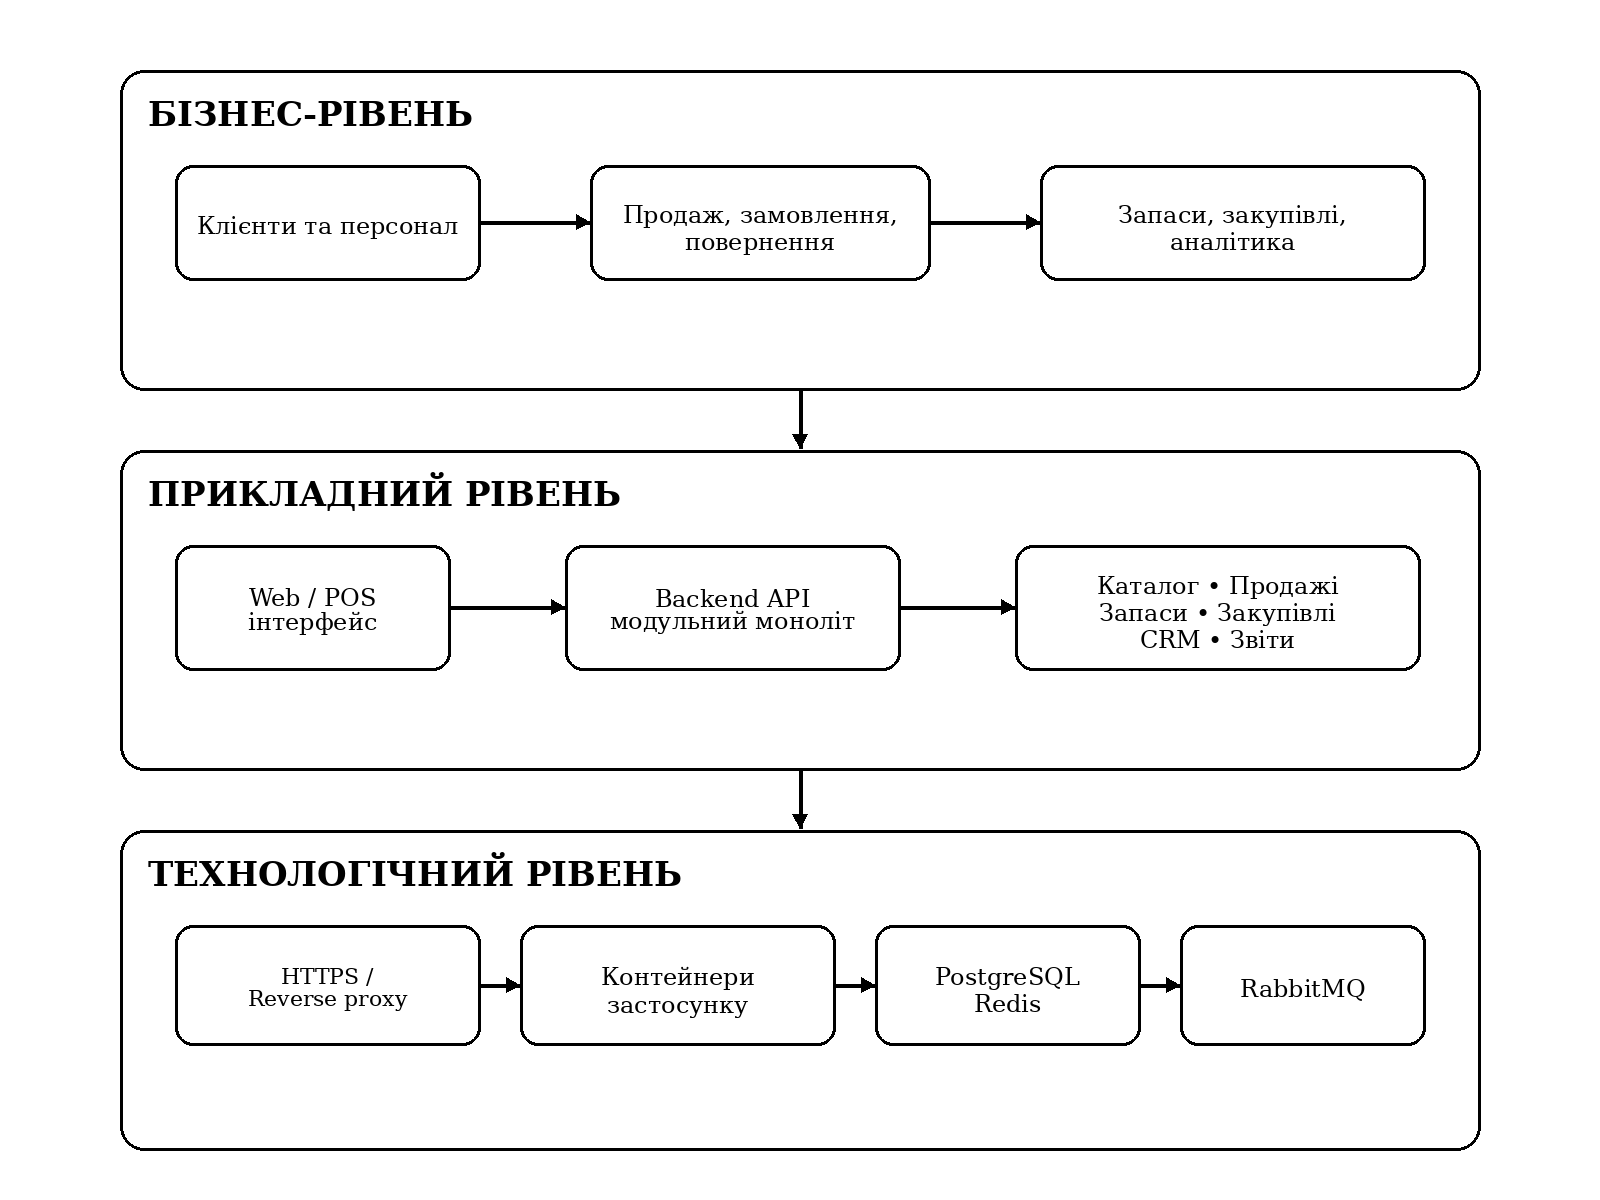 БІЗНЕС-РІВЕНЬ
Клієнти та персонал
Продаж, замовлення,
повернення
Запаси, закупівлі,
аналітика
ПРИКЛАДНИЙ РІВЕНЬ
Web / POS
інтерфейс
Backend API
модульний моноліт
Каталог • Продажі
Запаси • Закупівлі
CRM • Звіти
ТЕХНОЛОГІЧНИЙ РІВЕНЬ
HTTPS /
Reverse proxy
Контейнери
застосунку
PostgreSQL
Redis
RabbitMQ